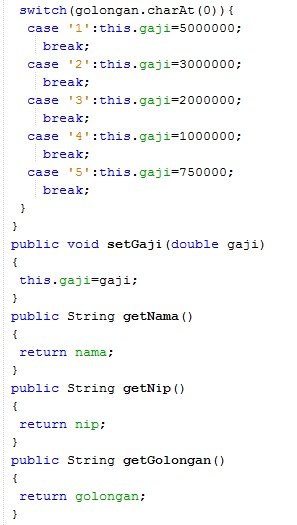 switch(golongan.charAt(0)){
case '1':this.gaji=5000000;
break;
case '2':this.gaji=3000000;
break;
case '3':this.gaji=2000000;
break;
case '4':this.gaji=1000000;
break;
case '5':this.gaji=750000;
break;
}
}
public void setGaji(double gaji)
{
this.gaji=gaji;
}
public String getNama()
{
return nama;
}
public String getNip()
{
return nip;
}
public String getGolongan()
{
return golongan;
}